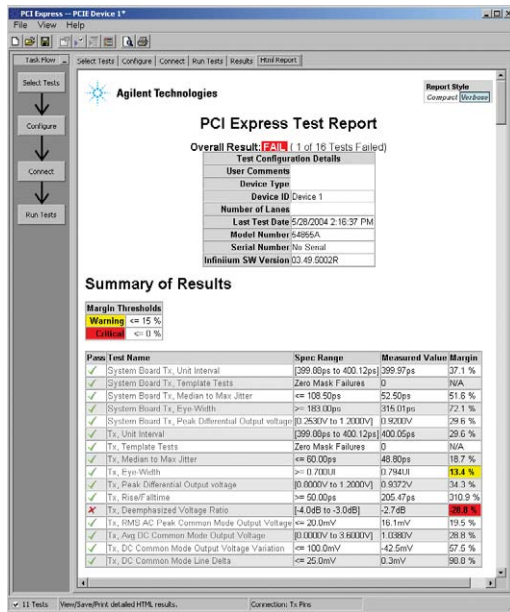 PCI Express -- PCIE Device 1*
File View Help
Task Flow Select Tests Configure Connect Run Tests Results Html Report
Select Tests
Configure
Connect
Run Tests
Agilent Technologies
Report Style
Compact Verbose
PCI Express Test Report
Overall Result: FAIL ( 1 of 16 Tests Failed)
Test Configuration Details
User Comments
Device Type
Device ID Device 1
Number of Lanes
Last Test Date 5/28/2004 2:16:37 PM
Model Number 54855A
Serial Number No Serial
Infiniium SW Version 03.49.5002R
Summary of Results
Margin Thresholds
Warning <= 15 %
Critical <= 0 %
Pass Test Name Spec Range Measured Value Margin
System Board Tx, Unit Interval [399.88ps to 400.12ps] 399.97ps 37.1 %
System Board Tx, Template Tests Zero Mask Failures 0 N/A
System Board Tx, Median to Max Jitter <= 108.50ps 52.50ps 51.6 %
System Board Tx, Eye-Width >= 183.00ps 315.01ps 72.1 %
System Board Tx, Peak Differential Output voltage [0.2530V to 1.2000V] 0.9200V 29.6 %
Tx, Unit Interval [399.88ps to 400.12ps] 400.05ps 29.6 %
Tx, Template Tests Zero Mask Failures 0 N/A
Tx, Median to Max Jitter <= 60.00ps 48.80ps 18.7 %
Tx, Eye-Width >= 0.700UI 0.794UI 13.4 %
Tx, Peak Differential Output voltage [0.8000V to 1.2000V] 0.9372V 34.3 %
Tx, Rise/Falltime >= 50.00ps 205.47ps 310.9 %
Tx, Deemphasized Voltage Ratio [-4.0dB to -3.0dB] -2.7dB -28.8 %
Tx, RMS AC Peak Common Mode Output Voltage <= 20.0mV 16.1mV 19.5 %
Tx, Avg DC Common Mode Output Voltage [0.0000V to 3.6000V] 1.0380V 28.8 %
Tx, DC Common Mode Output Voltage Variation <= 100.0mV -42.5mV 57.5 %
Tx, DC Common Mode Line Delta <= 25.0mV 0.3mV 98.8 %
11 Tests View/Save/Print detailed HTML results. Connection: Tx Pins